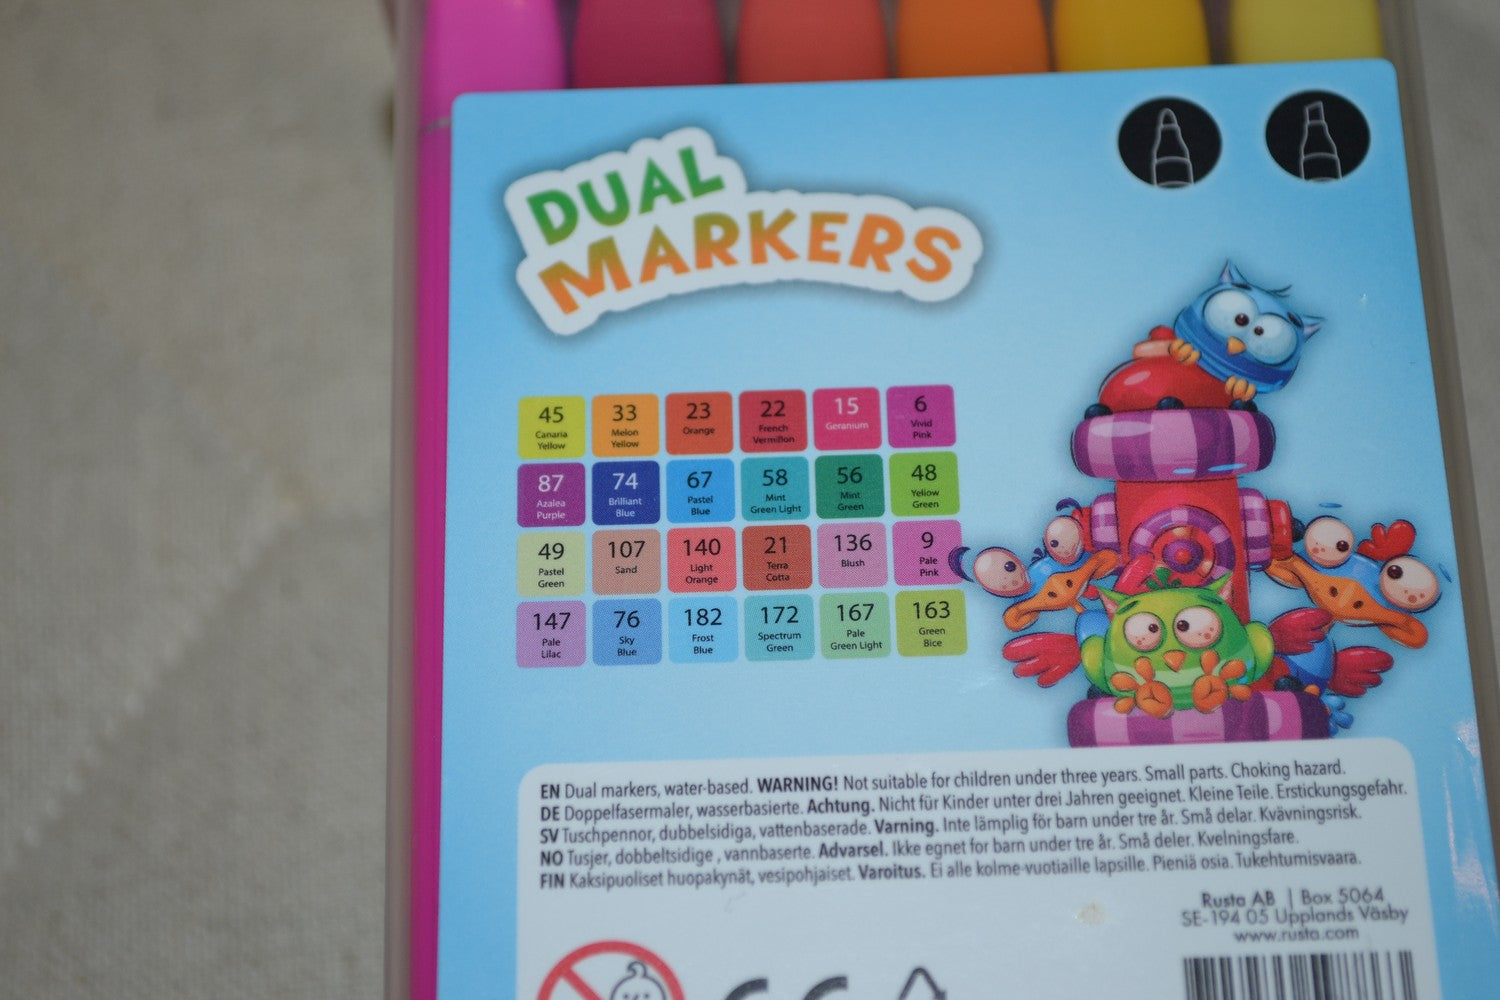 DUAL
MARKERS
45 33 23 22 15 6
Canaria Melon Orange French Geranium Vivid
Yellow Yellow Vermillon Pink
87 74 67 58 56 48
Azalea Brilliant Pastel Mint Mint Yellow
Purple Blue Blue Green Light Green Green
49 107 140 21 136 9
Pastel Sand Light Terra Blush Pale
Green Orange Cotta Pink
147 76 182 172 167 163
Pale Sky Frost Spectrum Pale Green
Lilac Blue Blue Green Green Light Bice
EN Dual markers, water-based. WARNING! Not suitable for children under three years. Small parts. Choking hazard.
DE Doppelfasermaler, wasserbasierte. Achtung. Nicht für Kinder unter drei Jahren geeignet. Kleine Teile. Erstickungsgefahr.
SV Tuschpennor, dubbelsidiga, vattenbaserade. Varning. Inte lämplig för barn under tre år. Små delar. Kvävningsrisk.
NO Tusjer, dobbeltsidige , vannbaserte. Advarsel. Ikke egnet for barn under tre år. Små deler. Kvelningsfare.
FIN Kaksipuoliset huopakynät, vesipohjaiset. Varoitus. Ei alle kolme-vuotiaille lapsille. Pieniä osia. Tukehtumisvaara.
Rusta AB | Box 5064
SE-194 05 Upplands Väsby
www.rusta.com
CE